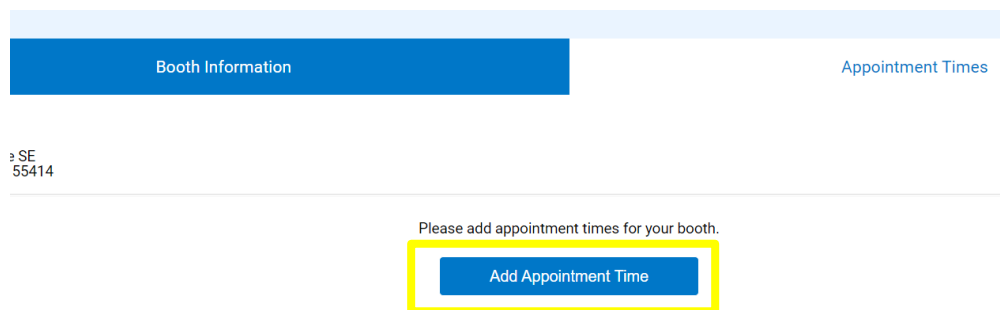 Booth Information
Appointment Times
e SE
55414
Please add appointment times for your booth.
Add Appointment Time